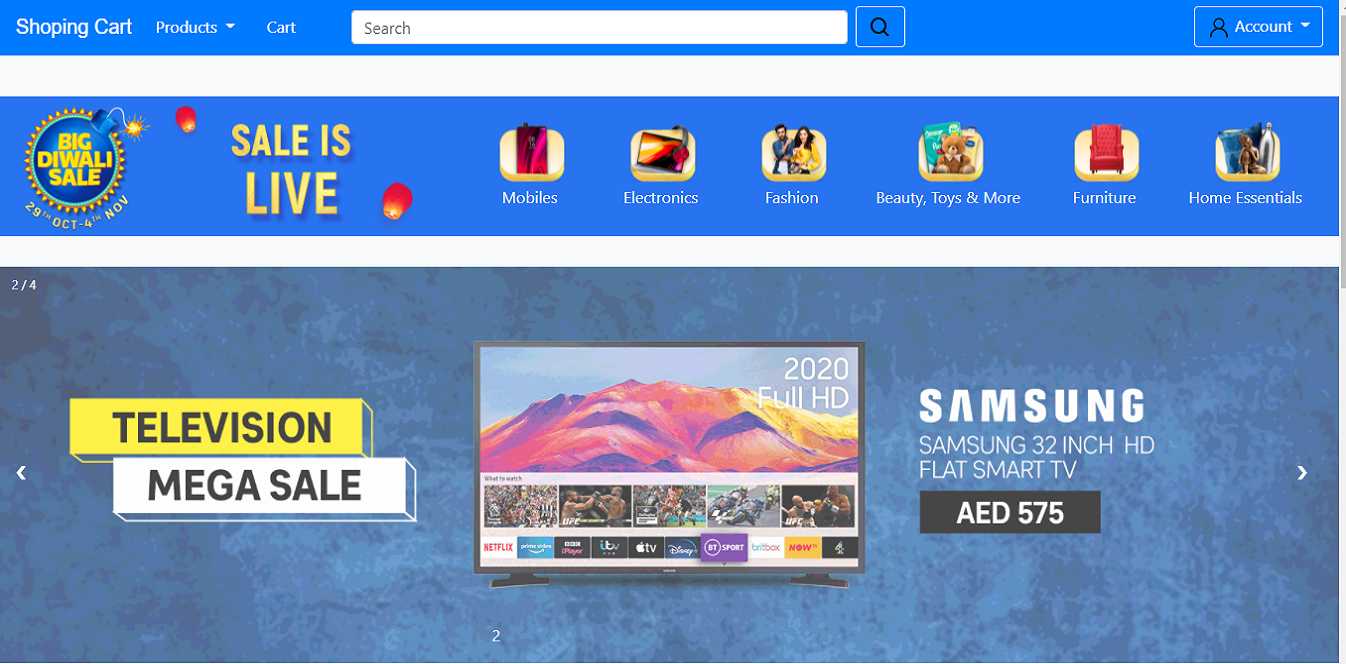 Shoping Cart
Products
Cart
Search
Account
BIG
DIWALI
SALE
29TH OCT-4TH NOV
SALE IS
LIVE
Mobiles
Electronics
Fashion
Beauty, Toys & More
Furniture
Home Essentials
2 / 4
TELEVISION
MEGA SALE
2020
Full HD
What to watch
UFC
UFC
NETFLIX
prime video
BBC
iPlayer
itv
tv
Disney+
BT SPORT
britbox
NOW TV
4
SAMSUNG
SAMSUNG
SAMSUNG 32 INCH HD
FLAT SMART TV
AED 575
❮
❯
2